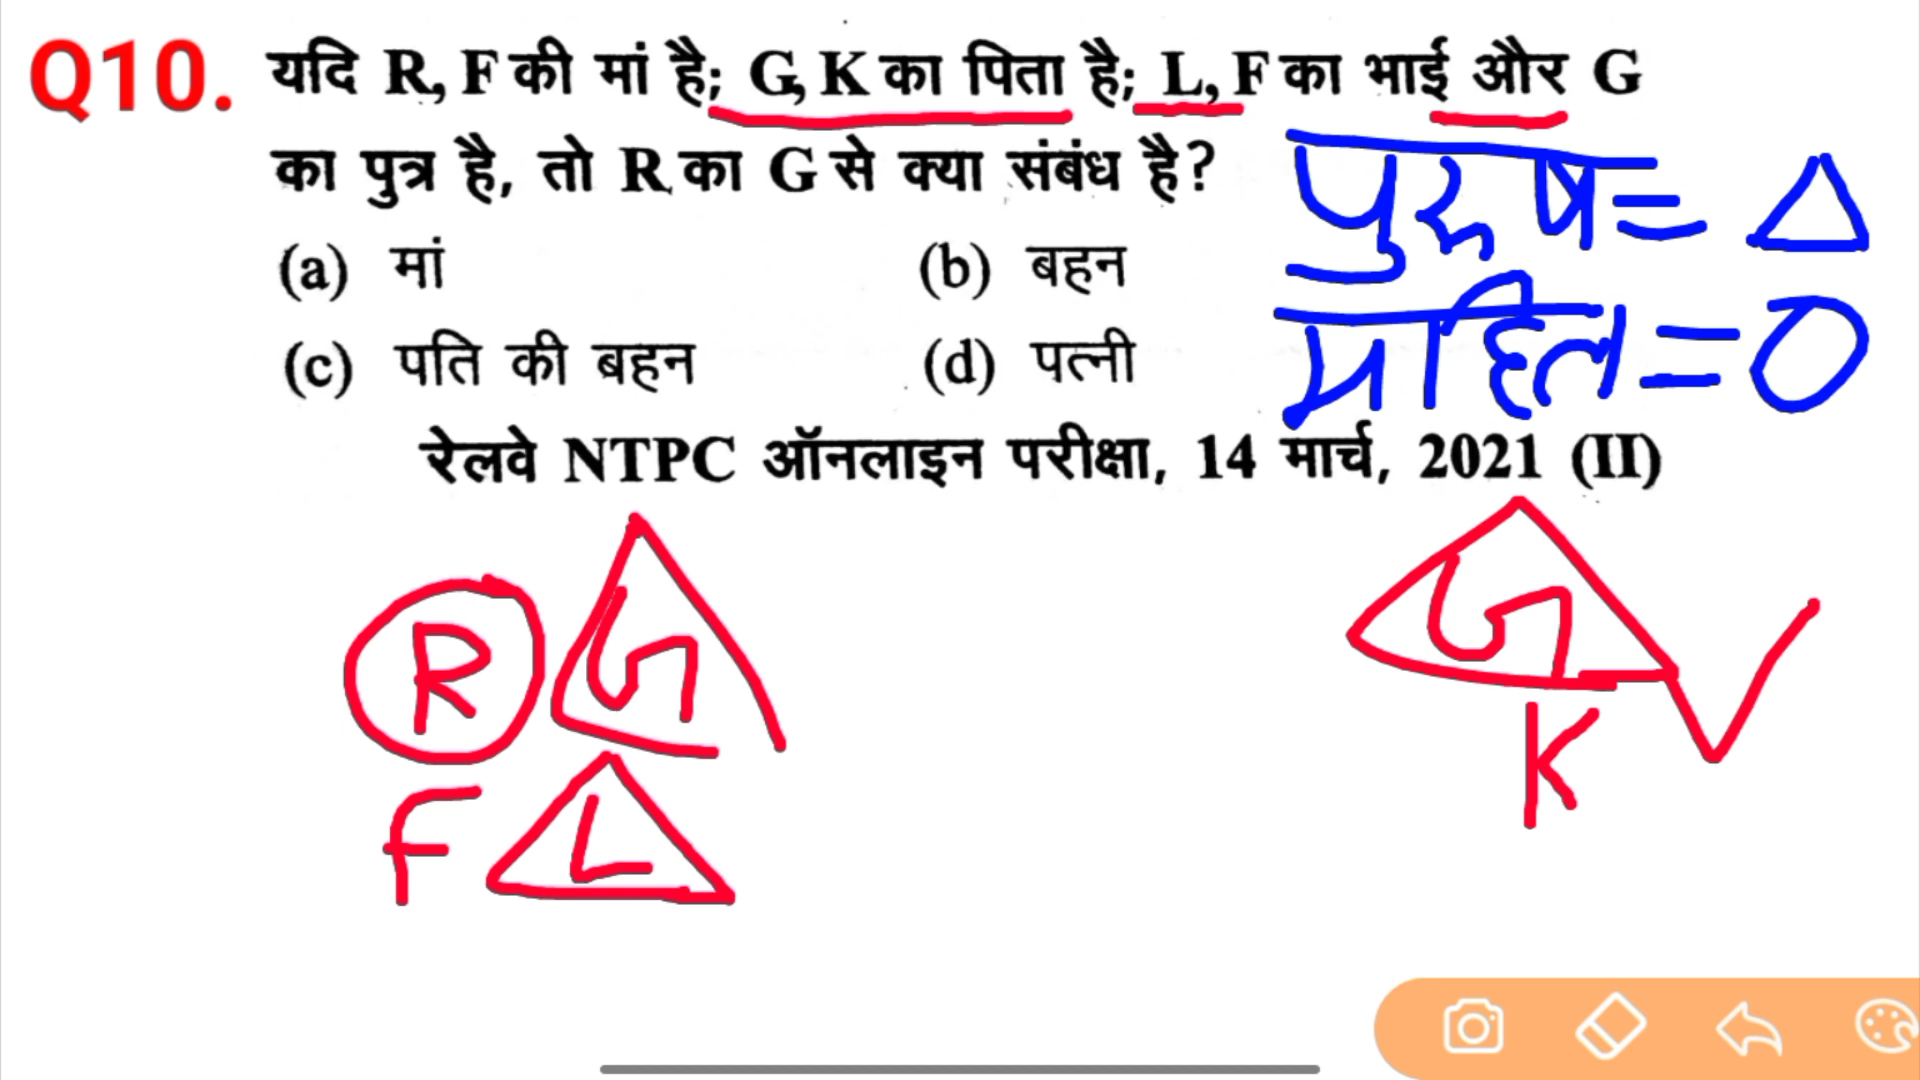 Q10. यदि R, F की मां है; G, K का पिता है; L, F का भाई और G
का पुत्र है, तो R का G से क्या संबंध है?
(a) मां (b) बहन
(c) पति की बहन (d) पत्नी
रेलवे NTPC ऑनलाइन परीक्षा, 14 मार्च, 2021 (II)
पुरुष = Δ
महिल = O
R G
F L
G
K